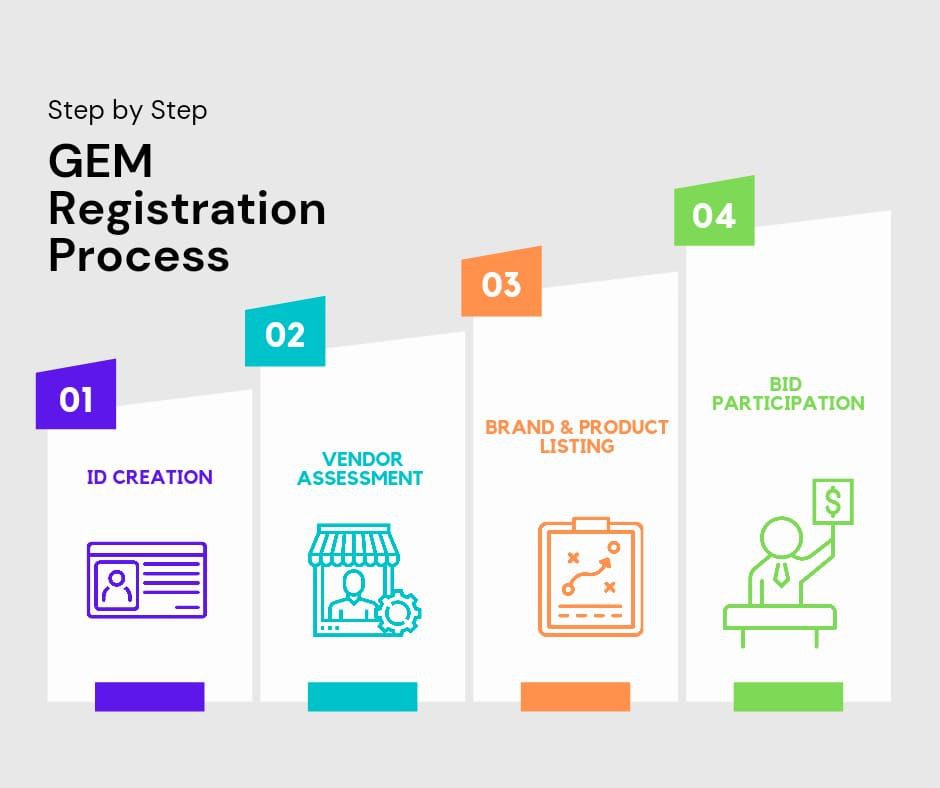 Step by Step
GEM
Registration
Process
01
ID CREATION
02
VENDOR
ASSESSMENT
03
BRAND & PRODUCT
LISTING
04
BID
PARTICIPATION
$